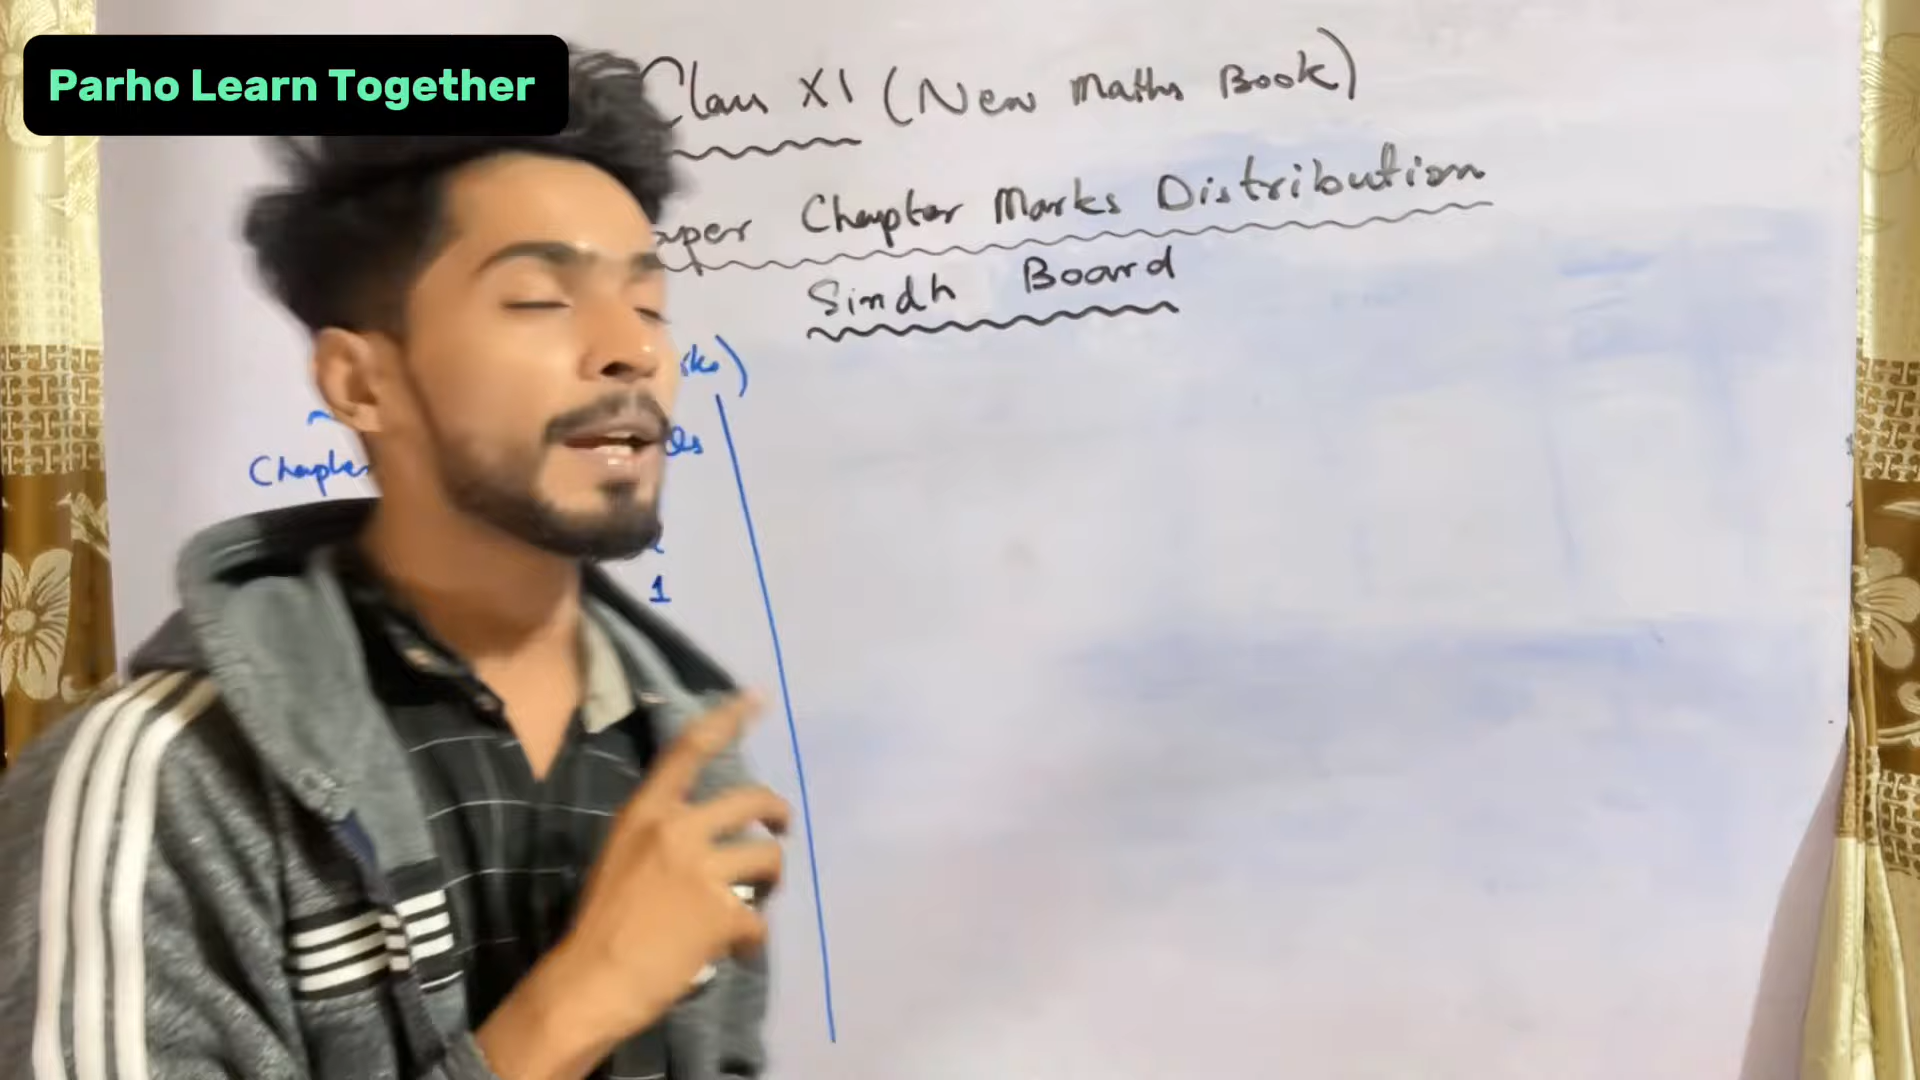 Parho Learn Together
Class XI (New Maths Book)
Chapter Marks Distribution
Sindh Board
Chapter
1